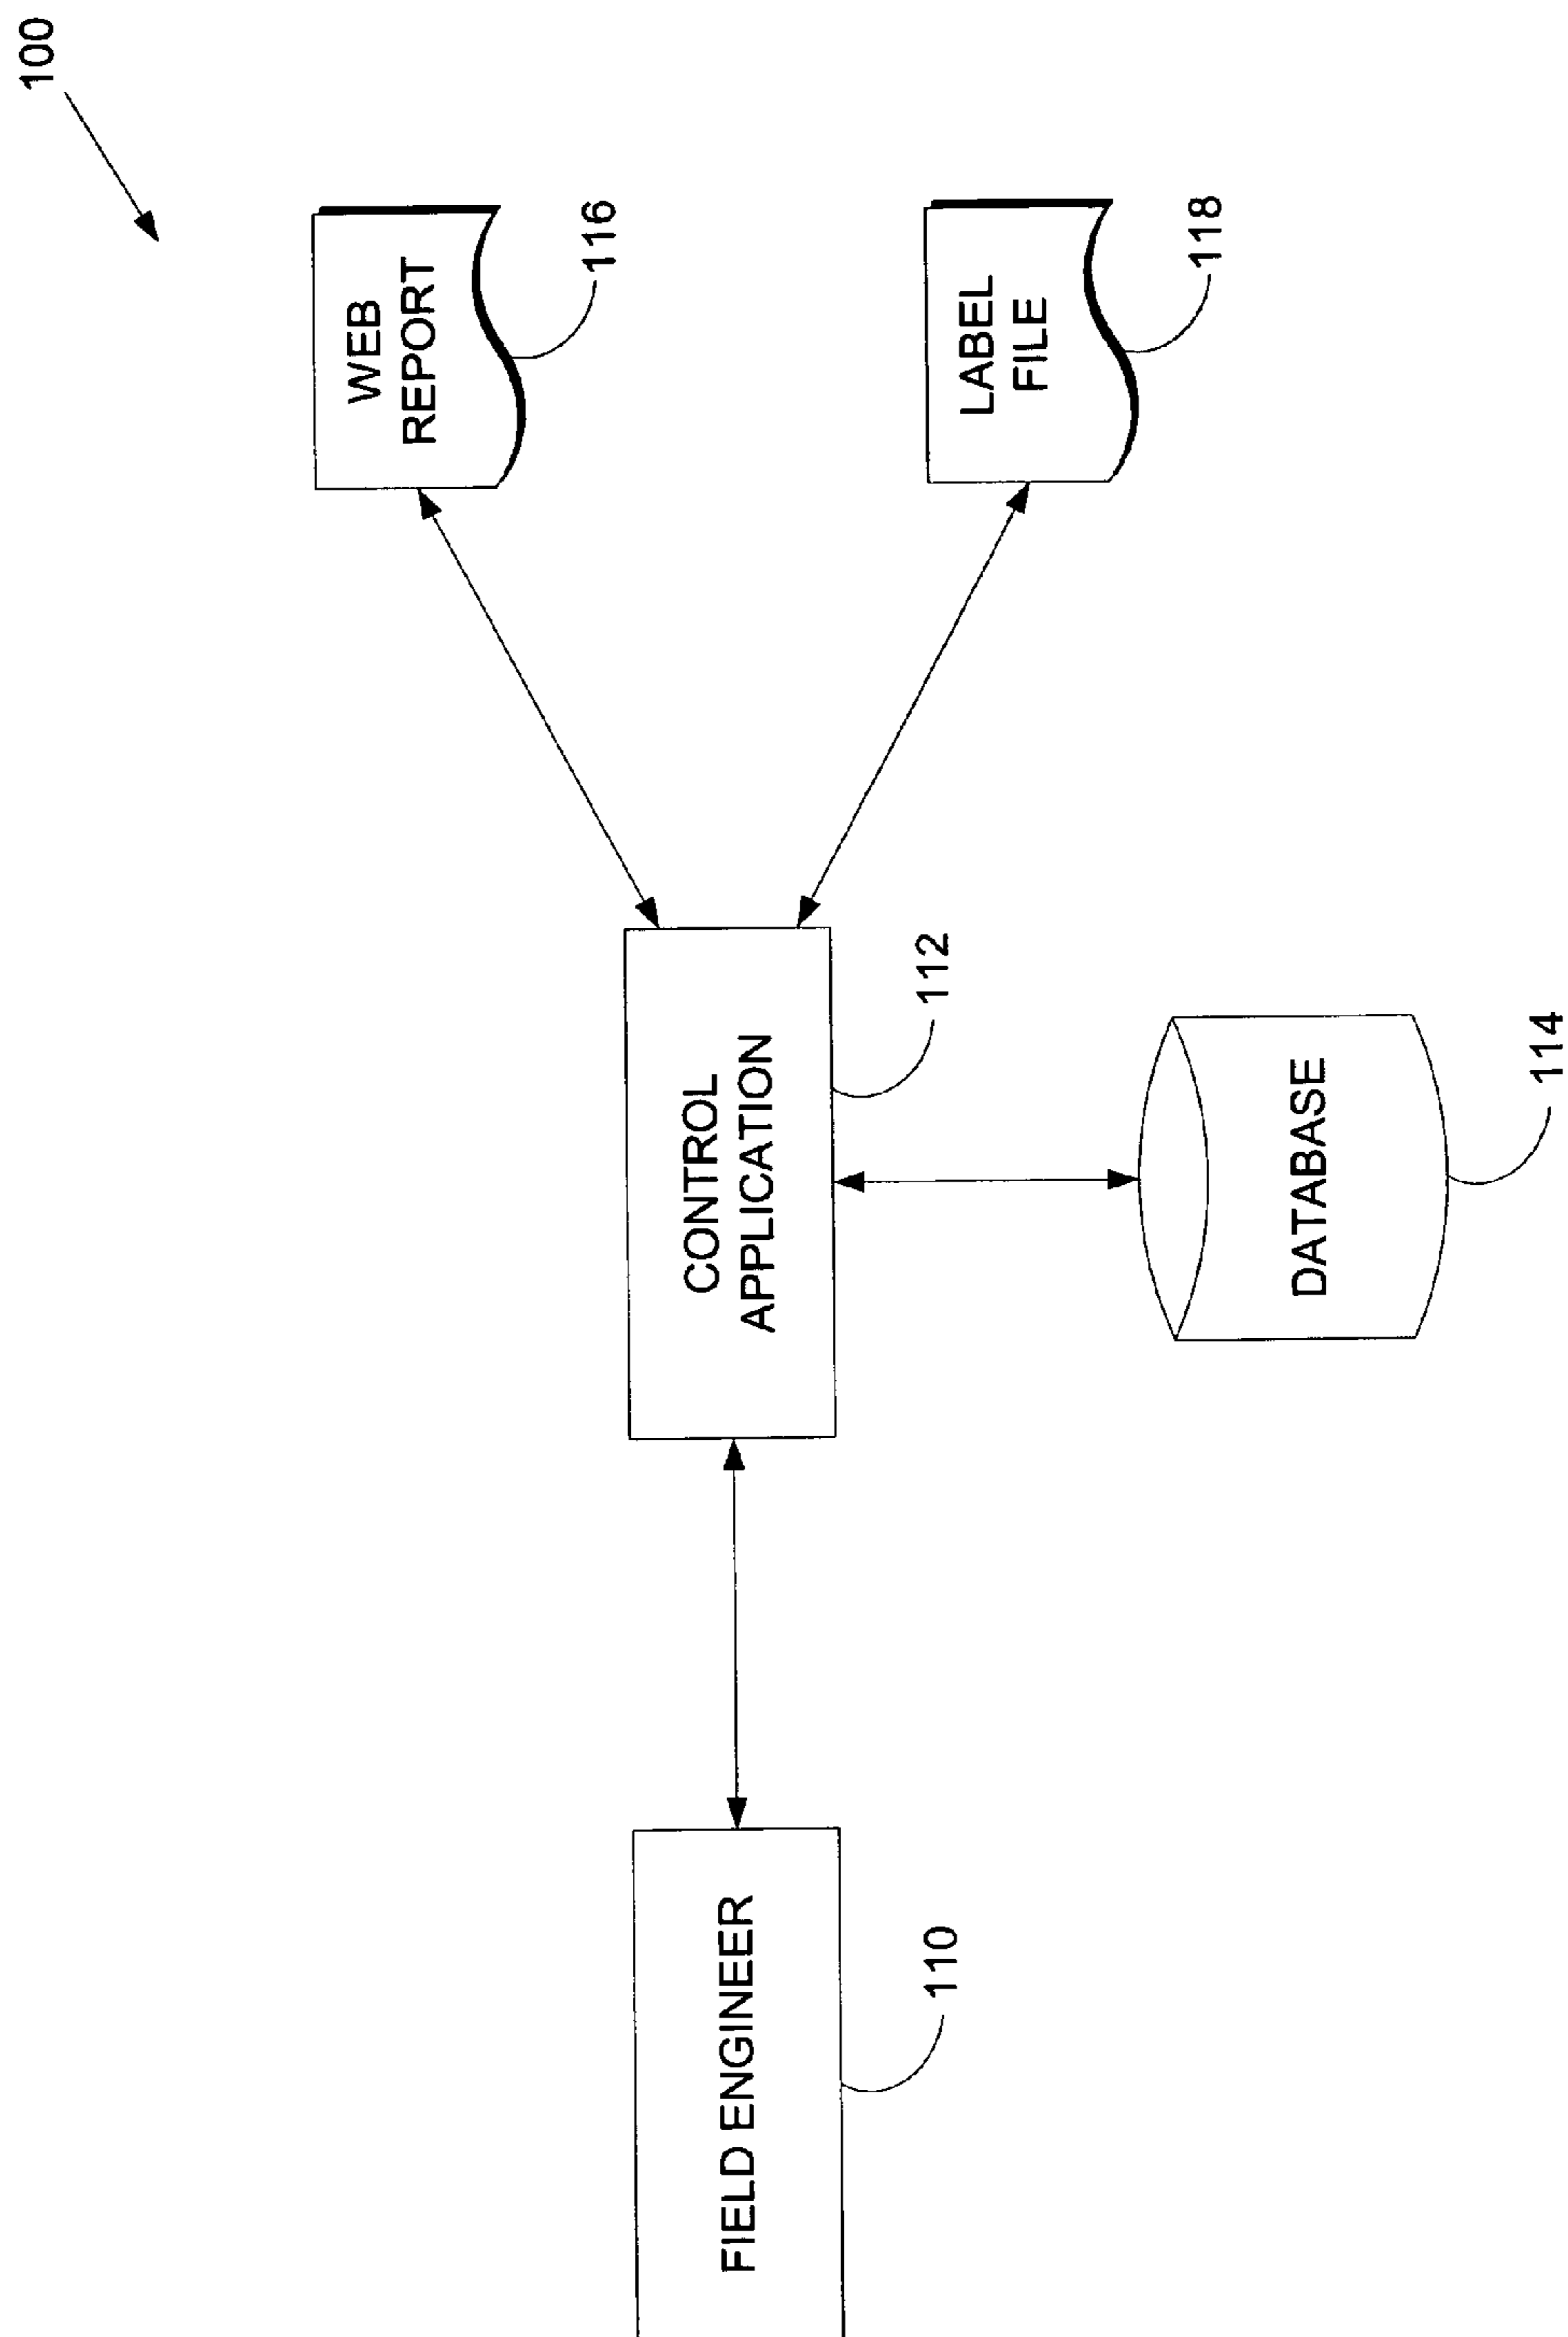 100
WEB
REPORT
116
LABEL
FILE
118
CONTROL
APPLICATION
112
DATABASE
114
FIELD ENGINEER
110